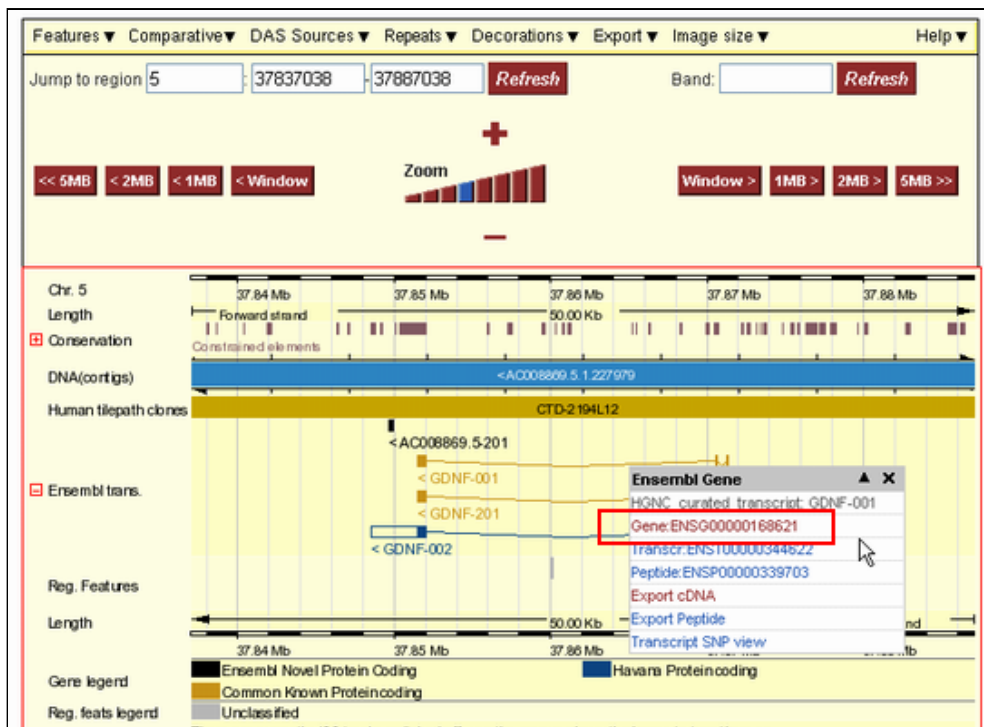 Features ▼ Comparative▼ DAS Sources ▼ Repeats ▼ Decorations ▼ Export ▼ Image size ▼ Help ▼
Jump to region 5 : 37837038 - 37887038 Refresh Band: Refresh
+
<< 5MB < 2MB < 1MB < Window Zoom Window > 1MB > 2MB > 5MB >>
−
Chr. 5
37.84 Mb 37.85 Mb 37.86 Mb 37.87 Mb 37.88 Mb
Length Forward strand 50.00 Kb
Conservation
Constrained elements
DNA(contigs) <AC008869.5.1.227979
Human tilepath clones CTD-2194L12
<AC008869.5-201
< GDNF-001
Ensembl trans.
< GDNF-201
< GDNF-002
Ensembl Gene ▲ X
HGNC curated transcript: GDNF-001
Gene:ENSG00000168621
Transcr:ENST00000344622
Peptide:ENSP00000339703
Export cDNA
Export Peptide
Transcript SNP view
Reg. Features
Length 50.00 Kb nd
37.84 Mb 37.85 Mb 37.86 Mb
Gene legend Ensembl Novel Protein Coding Havana Proteincoding
Common Known Proteincoding
Reg. feats legend Unclassified